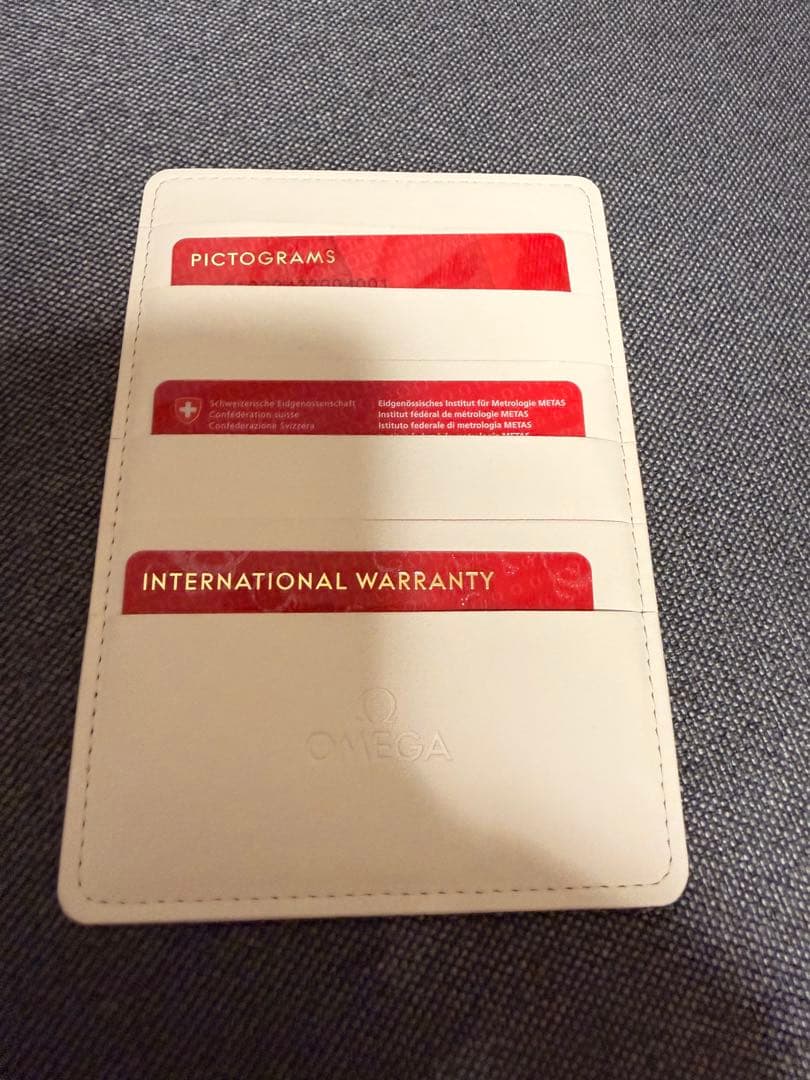 PICTOGRAMS
Schweizerische Eidgenossenschaft
Confédération suisse
Confederazione Svizzera
Eidgenössisches Institut für Metrologie METAS
Institut fédéral de métrologie METAS
Istituto federale di metrologia METAS
INTERNATIONAL WARRANTY
OMEGA